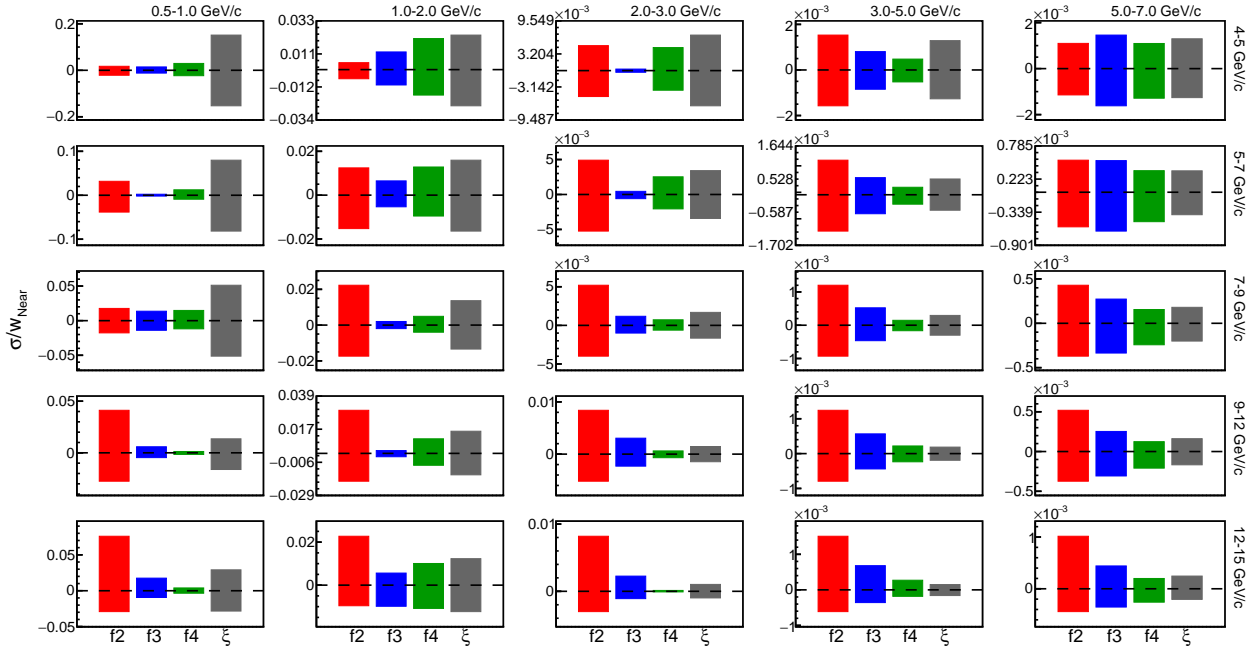 0.5-1.0 GeV/c 1.0-2.0 GeV/c 2.0-3.0 GeV/c 3.0-5.0 GeV/c 5.0-7.0 GeV/c
0.2 0 −0.2
0.033 0.011 −0.012 −0.034
×10⁻³ 9.549 3.204 −3.142 −9.487
×10⁻³ 2 0 −2
×10⁻³ 2 0 −2
4-5 GeV/c
0.1 0 −0.1
0.02 0 −0.02
×10⁻³ 5 0 −5
×10⁻³ 1.644 0.528 −0.587 −1.702
×10⁻³ 0.785 0.223 −0.339 −0.901
5-7 GeV/c
σ/w_Near
0.05 0 −0.05
0.02 0 −0.02
×10⁻³ 5 0 −5
×10⁻³ 1 0 −1
×10⁻³ 0.5 0 −0.5
7-9 GeV/c
0.05 0
0.039 0.017 −0.006 −0.029
0.01 0
×10⁻³ 1 0 −1
×10⁻³ 0.5 0 −0.5
9-12 GeV/c
0.05 0 −0.05
0.02 0
0.01 0
×10⁻³ 1 0 −1
×10⁻³ 1 0
12-15 GeV/c
f2 f3 f4 ξ f2 f3 f4 ξ f2 f3 f4 ξ f2 f3 f4 ξ f2 f3 f4 ξ